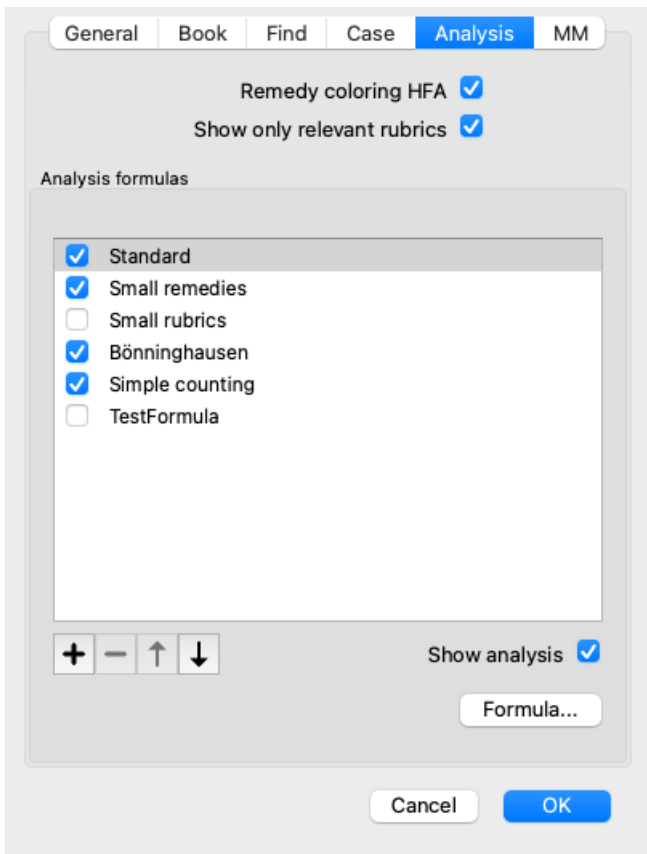 General Book Find Case Analysis MM
Remedy coloring HFA
Show only relevant rubrics
Analysis formulas
Standard
Small remedies
Small rubrics
Bönninghausen
Simple counting
TestFormula
Show analysis
Formula...
Cancel OK